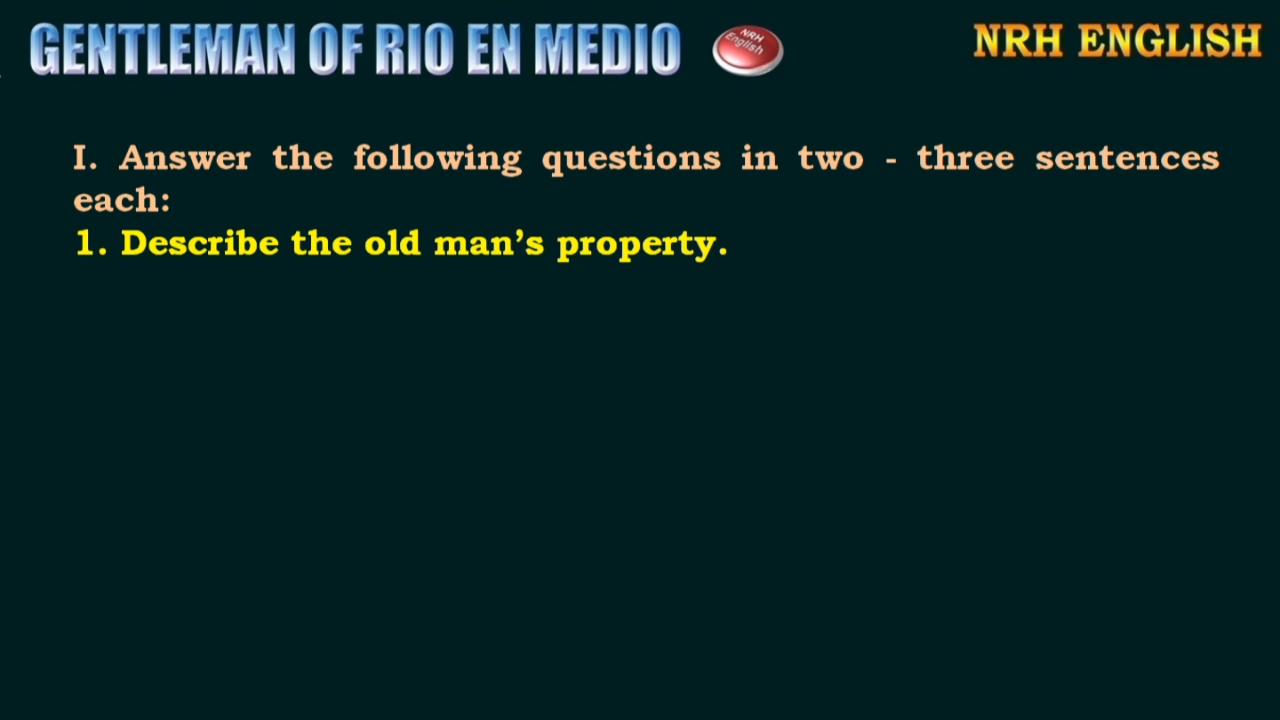 GENTLEMAN OF RIO EN MEDIO
NRH
English
NRH ENGLISH
I. Answer the following questions in two - three sentences
each:
1. Describe the old man’s property.